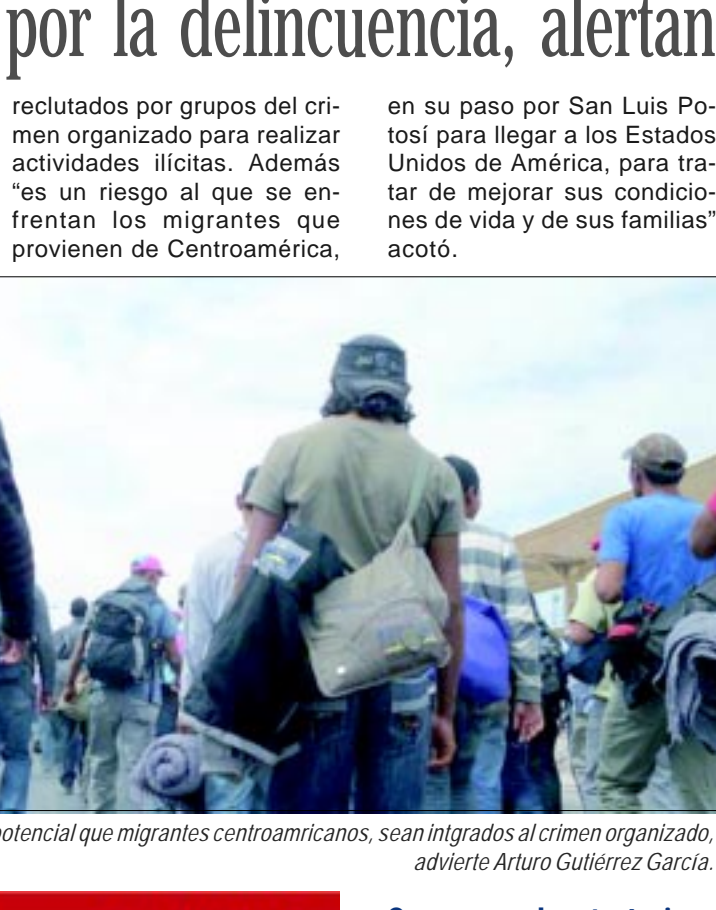 por la delincuencia, alertan
reclutados por grupos del cri-
men organizado para realizar
actividades ilícitas. Además
“es un riesgo al que se en-
frentan los migrantes que
provienen de Centroamérica,
en su paso por San Luis Po-
tosí para llegar a los Estados
Unidos de América, para tra-
tar de mejorar sus condicio-
nes de vida y de sus familias”
acotó.
potencial que migrantes centroamricanos, sean intgrados al crimen organizado,
advierte Arturo Gutiérrez García.